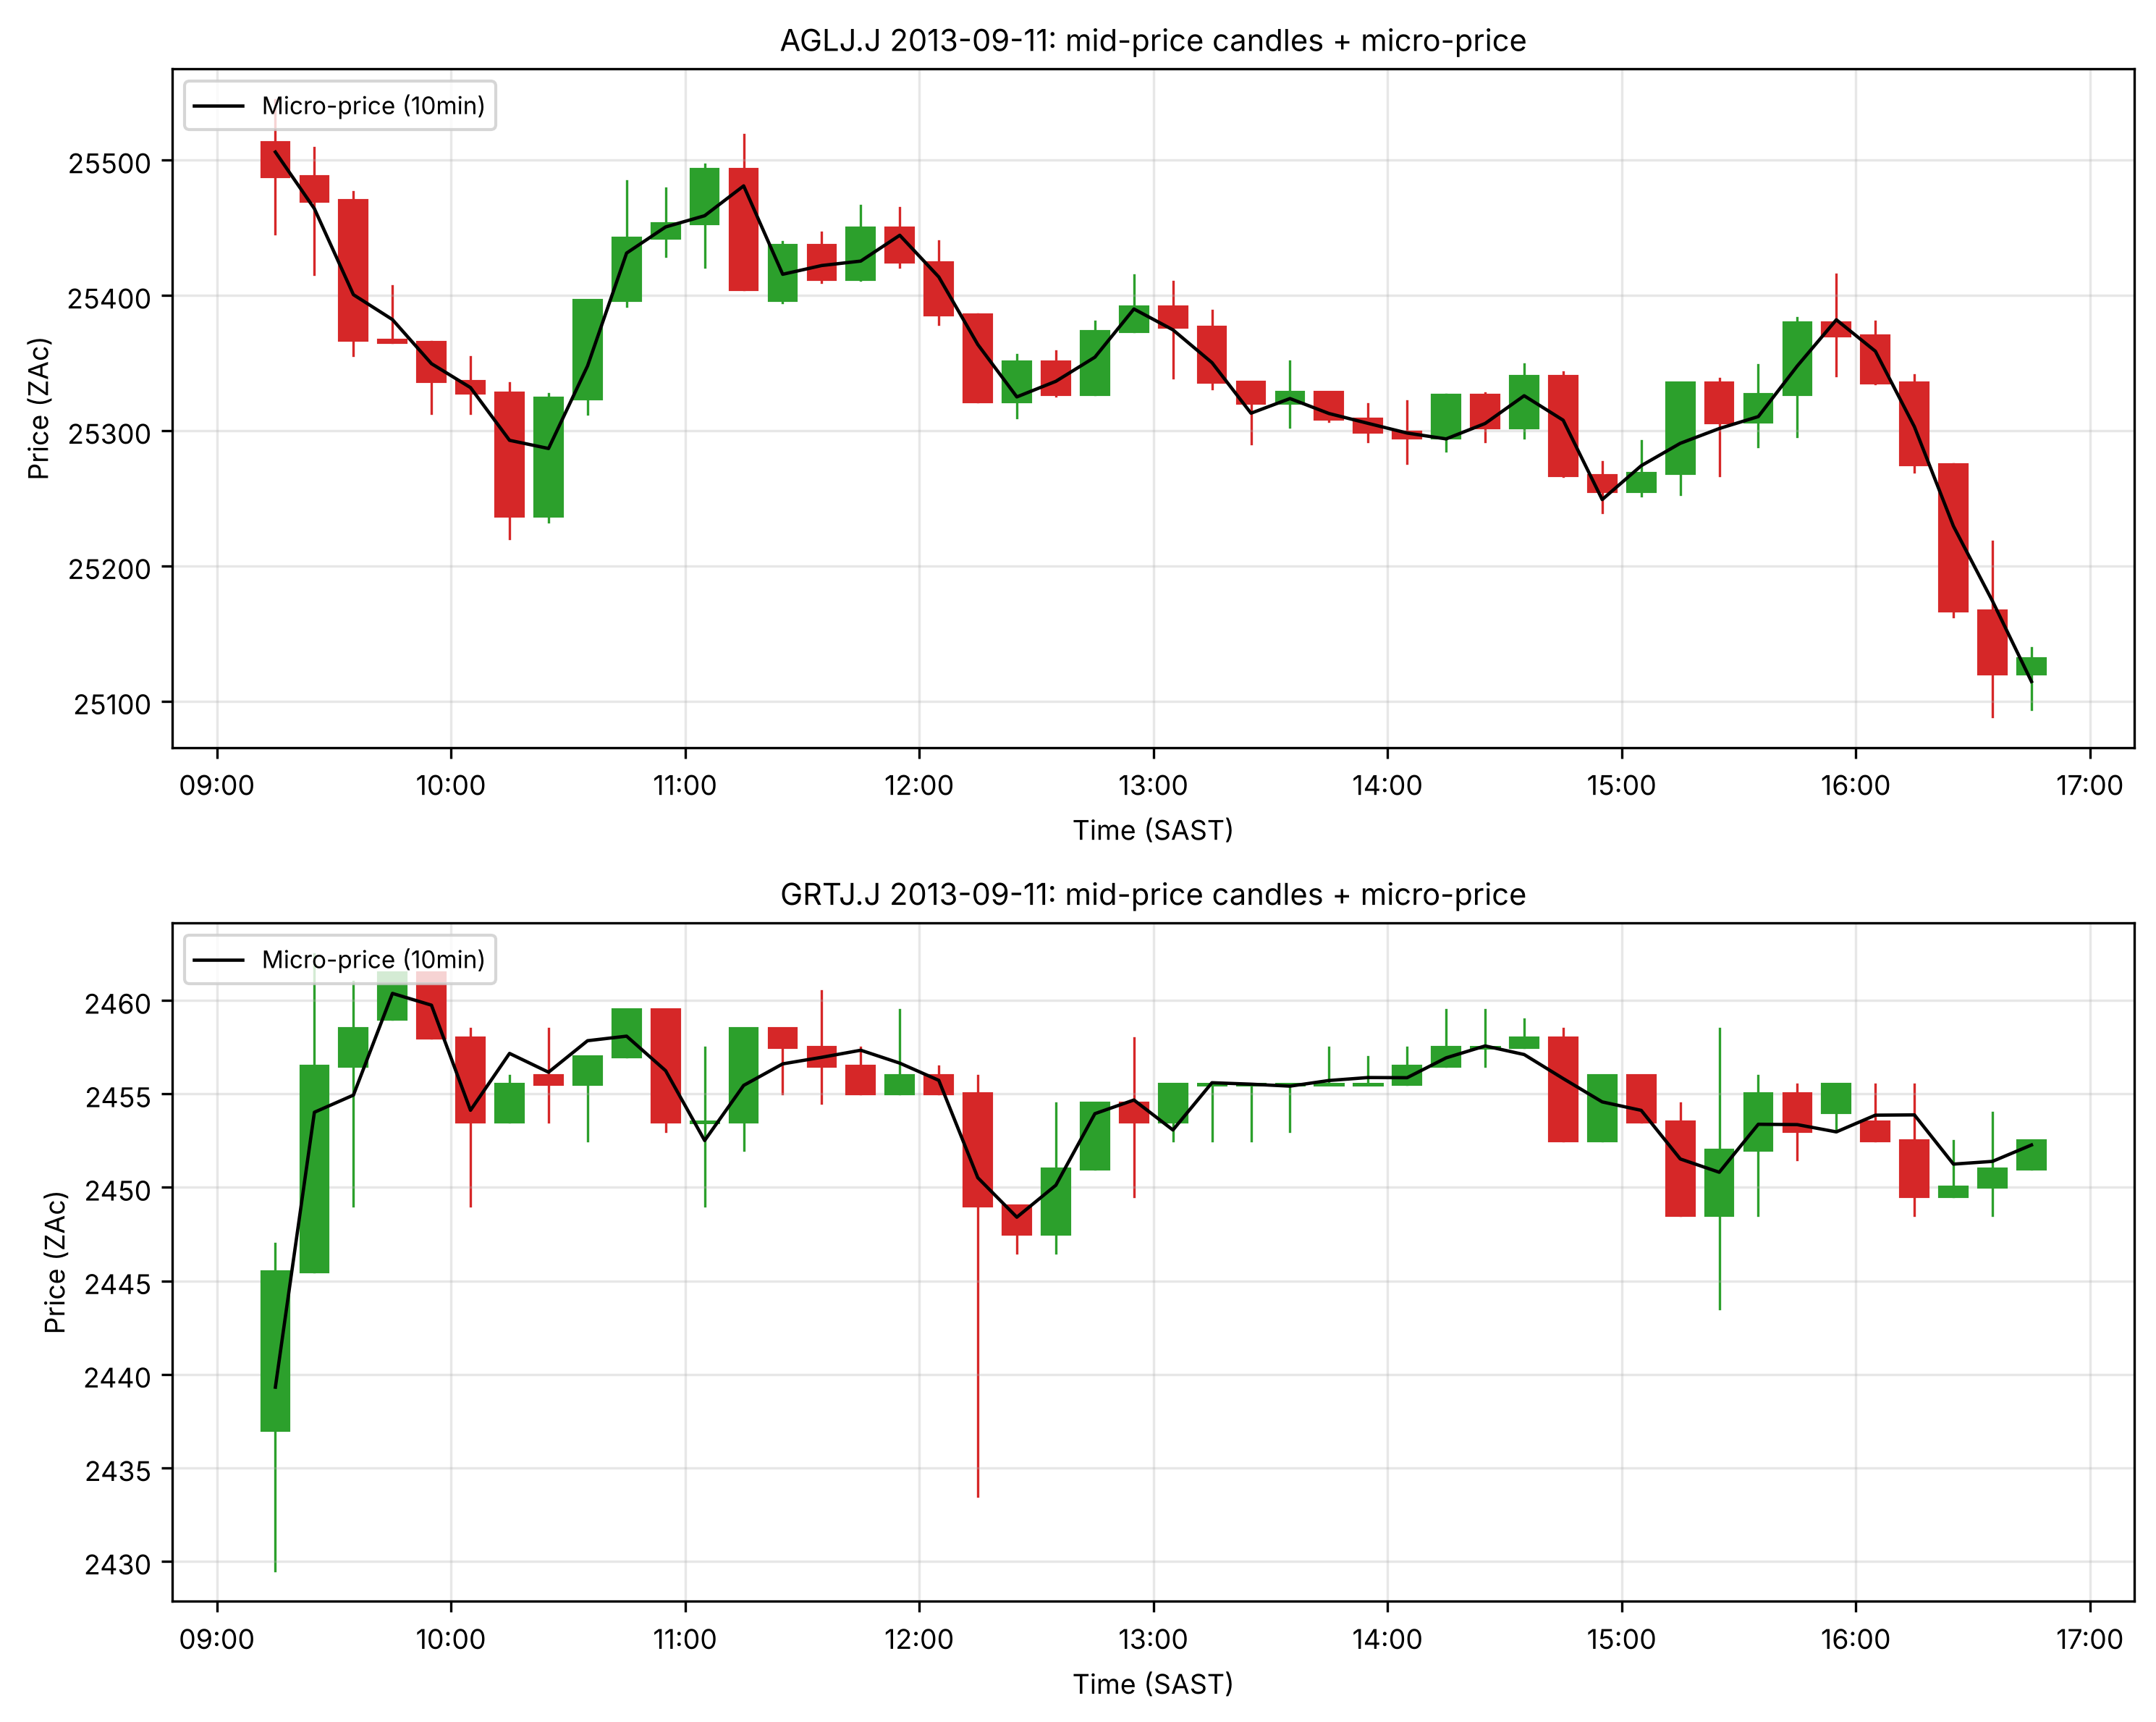 AGLJ.J 2013-09-11: mid-price candles + micro-price
Micro-price (10min)
Price (ZAc)
25500
25400
25300
25200
25100
09:00 10:00 11:00 12:00 13:00 14:00 15:00 16:00 17:00
Time (SAST)
GRTJ.J 2013-09-11: mid-price candles + micro-price
Micro-price (10min)
Price (ZAc)
2460
2455
2450
2445
2440
2435
2430
09:00 10:00 11:00 12:00 13:00 14:00 15:00 16:00 17:00
Time (SAST)